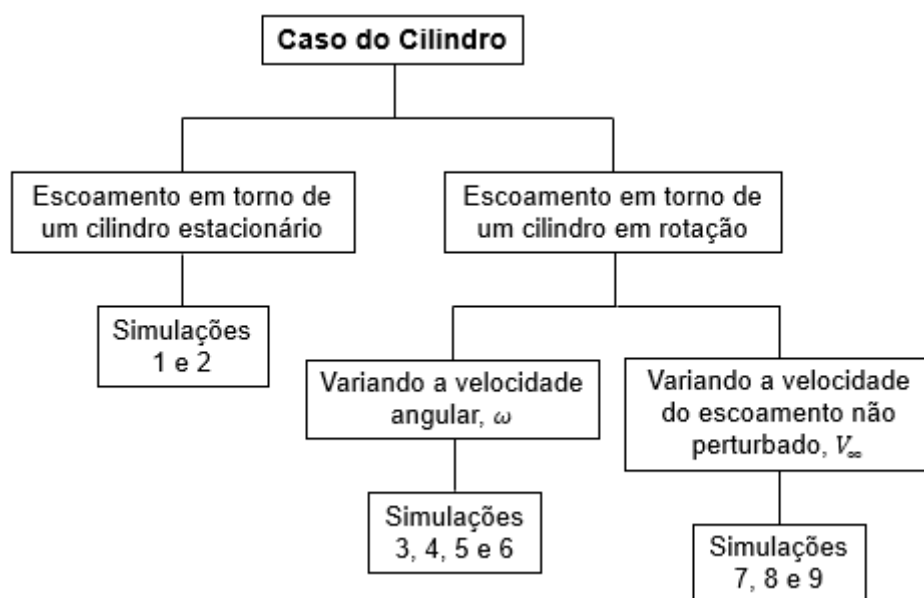 Caso do Cilindro
Escoamento em torno de
um cilindro estacionário
Escoamento em torno de
um cilindro em rotação
Simulações
1 e 2
Variando a velocidade
angular, ω
Variando a velocidade
do escoamento não
perturbado, V∞
Simulações
3, 4, 5 e 6
Simulações
7, 8 e 9